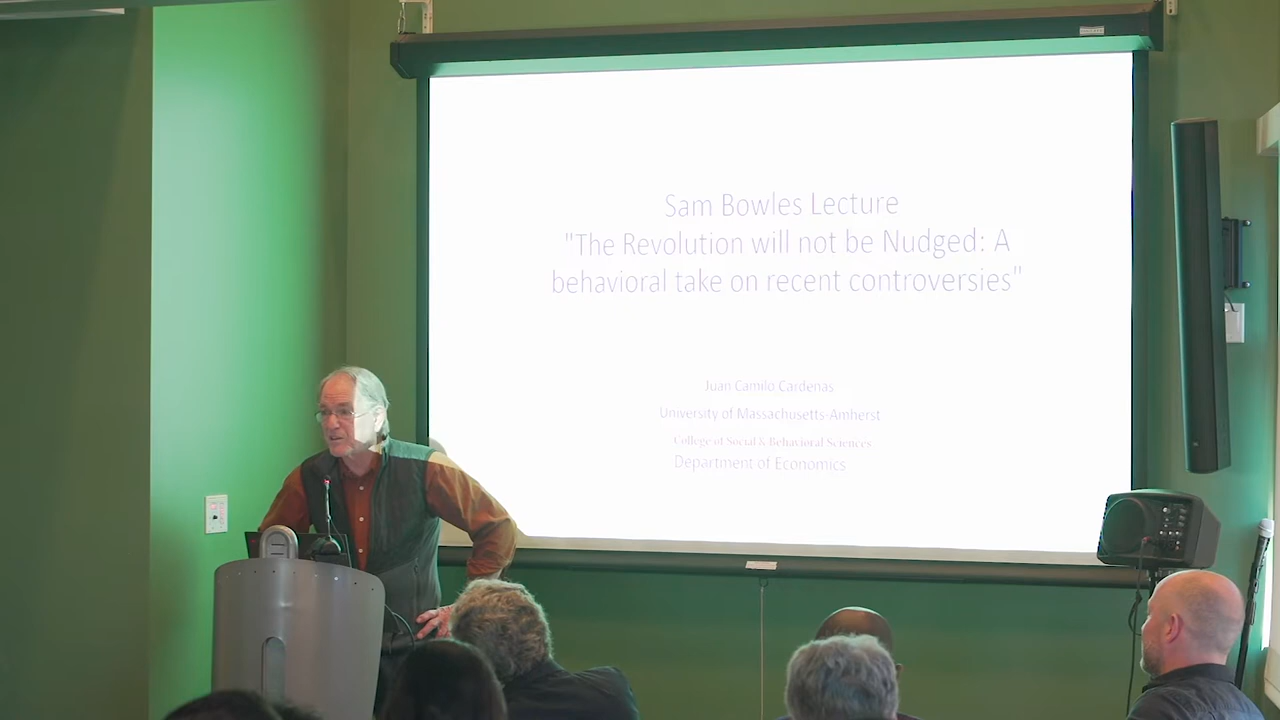 Sam Bowles Lecture
"The Revolution will not be Nudged: A
behavioral take on recent controversies"
Juan Camilo Cardenas
University of Massachusetts-Amherst
College of Social & Behavioral Sciences
Department of Economics